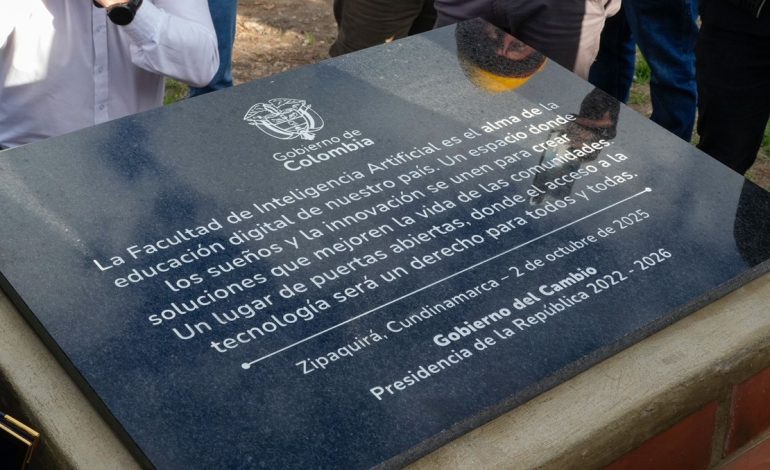 Gobierno de
Colombia
La Facultad de Inteligencia Artificial es el alma de la
educación digital de nuestro país. Un espacio donde
los sueños y la innovación se unen para crear
soluciones que mejoren la vida de las comunidades.
Un lugar de puertas abiertas, donde el acceso a la
tecnología será un derecho para todos y todas.
Zipaquirá, Cundinamarca - 2 de octubre de 2025
Gobierno del Cambio
Presidencia de la República 2022 - 2026